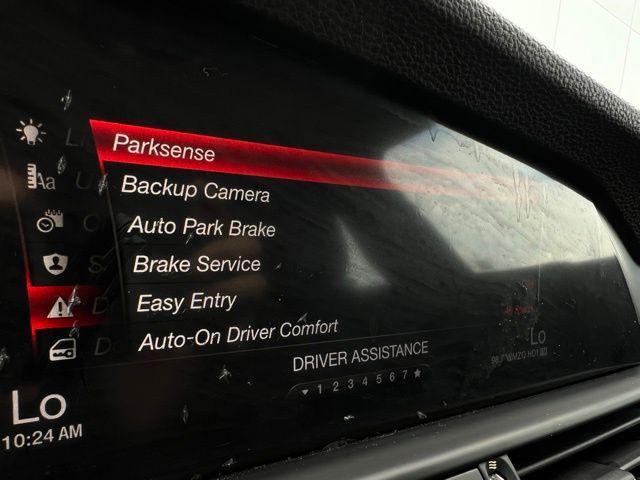 Parksense
Backup Camera
Auto Park Brake
Brake Service
Easy Entry
Auto-On Driver Comfort
DRIVER ASSISTANCE
1 2 3 4 5 6 7
Aa
Lo
10:24 AM
Lo